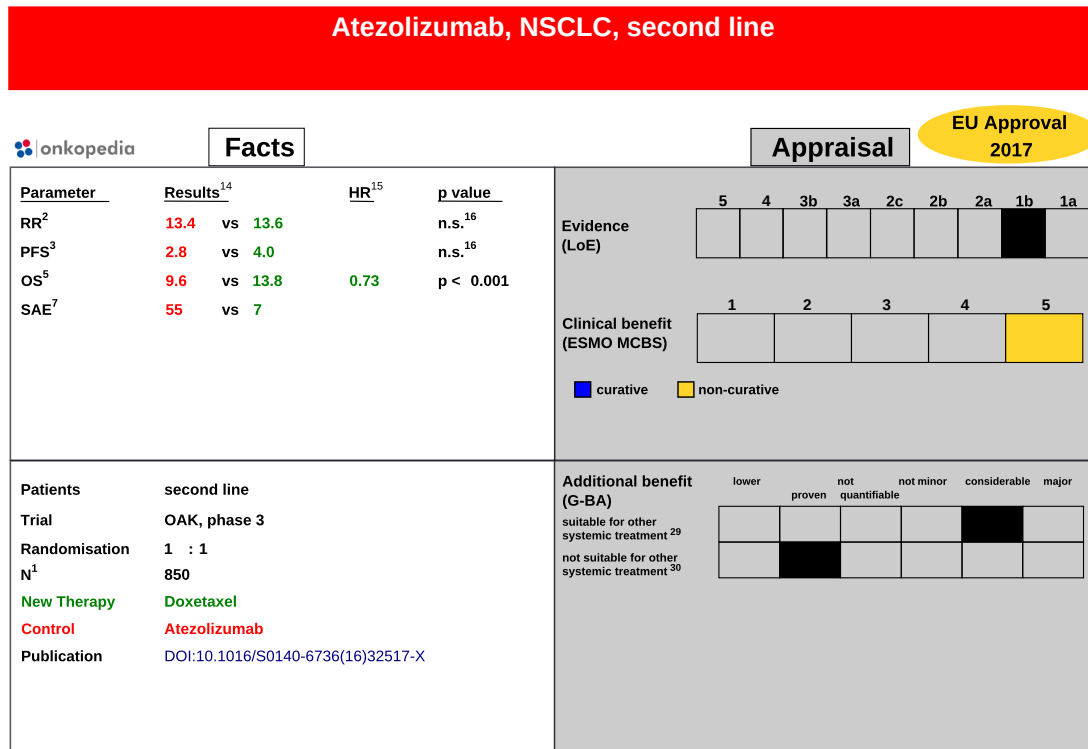 Atezolizumab, NSCLC, second line
EU Approval
2017
onkopedia
Facts
Appraisal
Parameter Results14 HR15 p value
RR2 13.4 vs 13.6 n.s.16
PFS3 2.8 vs 4.0 n.s.16
OS5 9.6 vs 13.8 0.73 p < 0.001
SAE7 55 vs 7
5 4 3b 3a 2c 2b 2a 1b 1a
Evidence
(LoE)
1 2 3 4 5
Clinical benefit
(ESMO MCBS)
curative non-curative
Patients second line
Trial OAK, phase 3
Randomisation 1 : 1
N1 850
New Therapy Doxetaxel
Control Atezolizumab
Publication DOI:10.1016/S0140-6736(16)32517-X
Additional benefit
(G-BA)
lower not not minor considerable major
proven quantifiable
suitable for other
systemic treatment 29
not suitable for other
systemic treatment 30